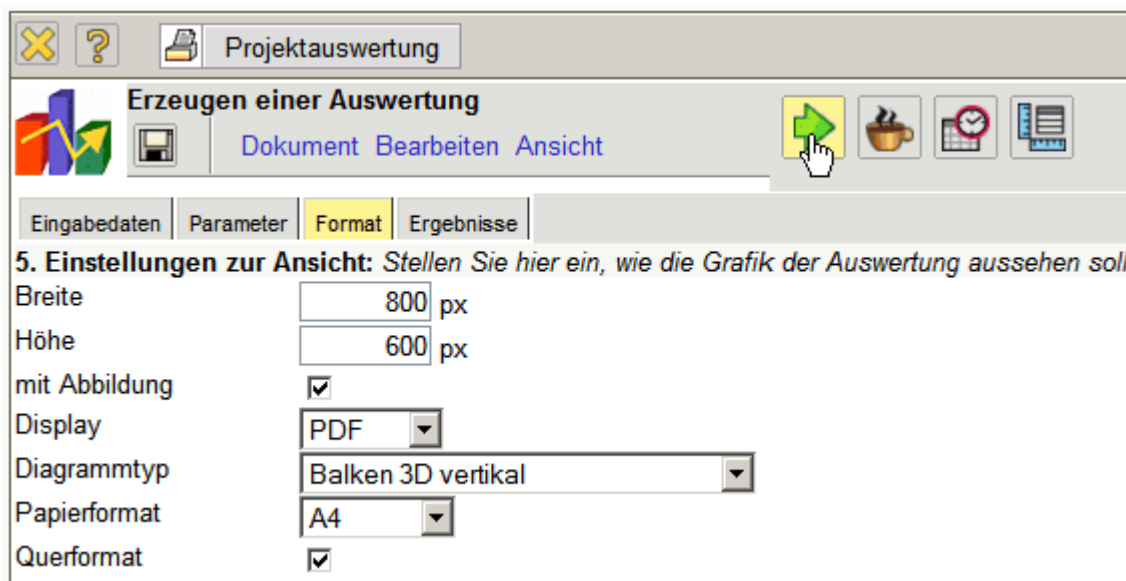 Projektauswertung
Erzeugen einer Auswertung
Dokument Bearbeiten Ansicht
Eingabedaten Parameter Format Ergebnisse
5. Einstellungen zur Ansicht: Stellen Sie hier ein, wie die Grafik der Auswertung aussehen soll
Breite 800 px
Höhe 600 px
mit Abbildung
Display PDF
Diagrammtyp Balken 3D vertikal
Papierformat A4
Querformat